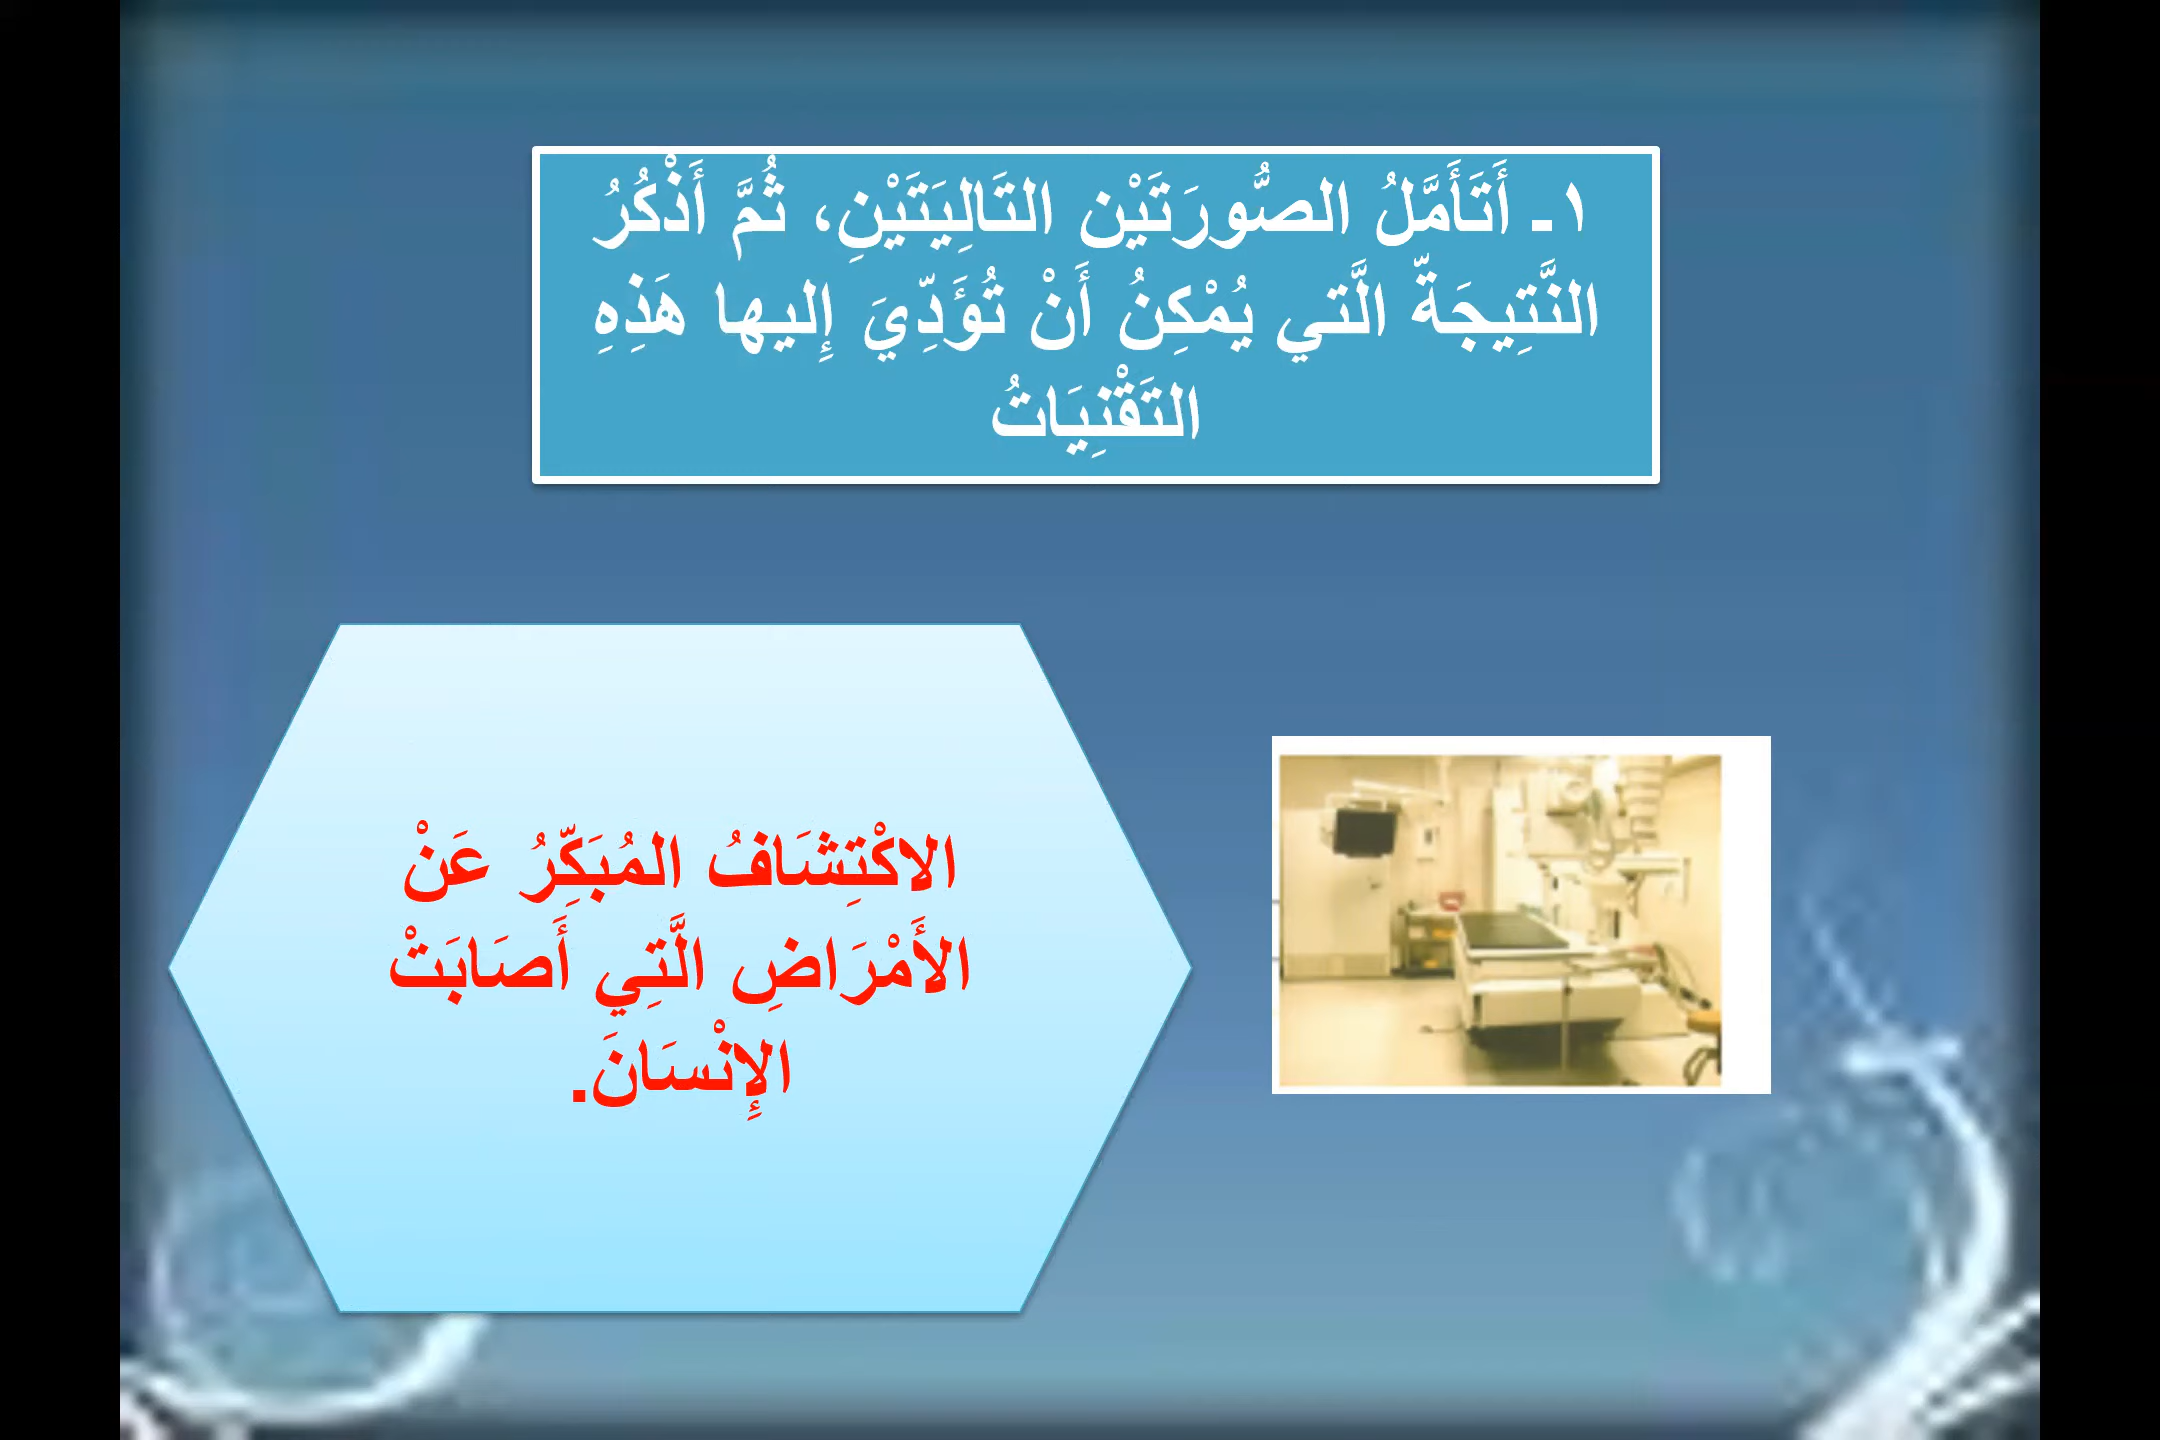 ١ـ أَتَأَمَّلُ الصُّورَتَيْن التَالِيَتَيْنِ، ثُمَّ أَذْكُرُ
النَّتِيجَةّ الَّتي يُمْكِنُ أَنْ تُؤَدِّيَ إِليها هَذِهِ
التَقْنِيَاتُ
الاكْتِشَافُ المُبَكِّرُ عَنْ
الأَمْرَاضِ الَّتِي أَصَابَتْ
الإِنْسَانَ.